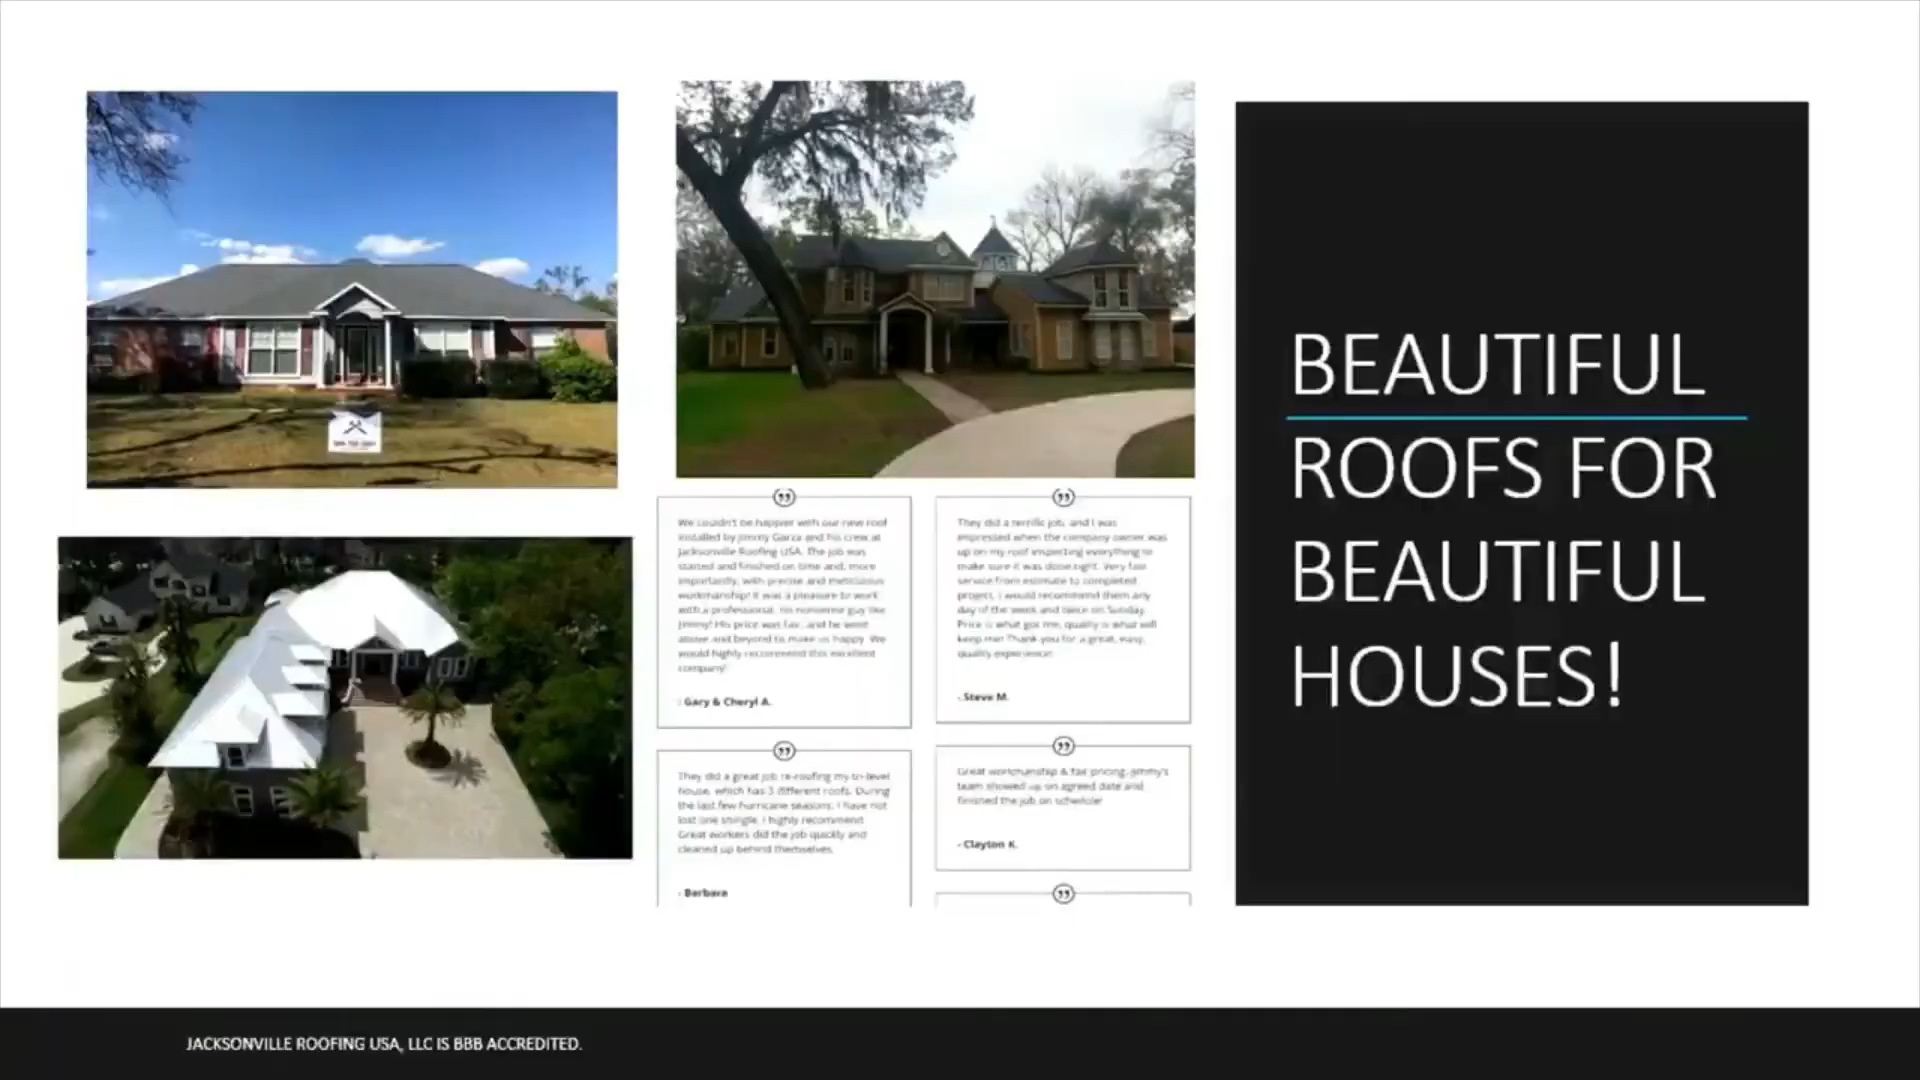 BEAUTIFUL
ROOFS FOR
BEAUTIFUL
HOUSES!
We couldn't be happier with our new roof
installed by Jimmy Garza and his crew at
Jacksonville Roofing USA. The job was
started and finished on time and, more
importantly, with precise and meticulous
workmanship! It was a pleasure to work
with a professional, no nonsense guy like
Jimmy! His price was fair, and he went
above and beyond to make us happy. We
would highly recommend this excellent
company!
- Gary & Cheryl A.
They did a terrific job, and I was
impressed when the company owner was
up on my roof inspecting everything to
make sure it was done right. Very fast
service from estimate to completed
project. I would recommend them any
day of the week and twice on Sunday.
Price is what got me, quality is what will
keep me! Thank you for a great, easy,
quality experience.
- Steve M.
They did a great job re-roofing my tri-level
house, which has 3 different roofs. During
the last few hurricane seasons, I have not
lost one shingle. I highly recommend.
Great workers did the job quickly and
cleaned up behind themselves.
- Barbara
Great workmanship & fair pricing. Jimmy's
team showed up on agreed date and
finished the job on schedule!
- Clayton K.
JACKSONVILLE ROOFING USA, LLC IS BBB ACCREDITED.